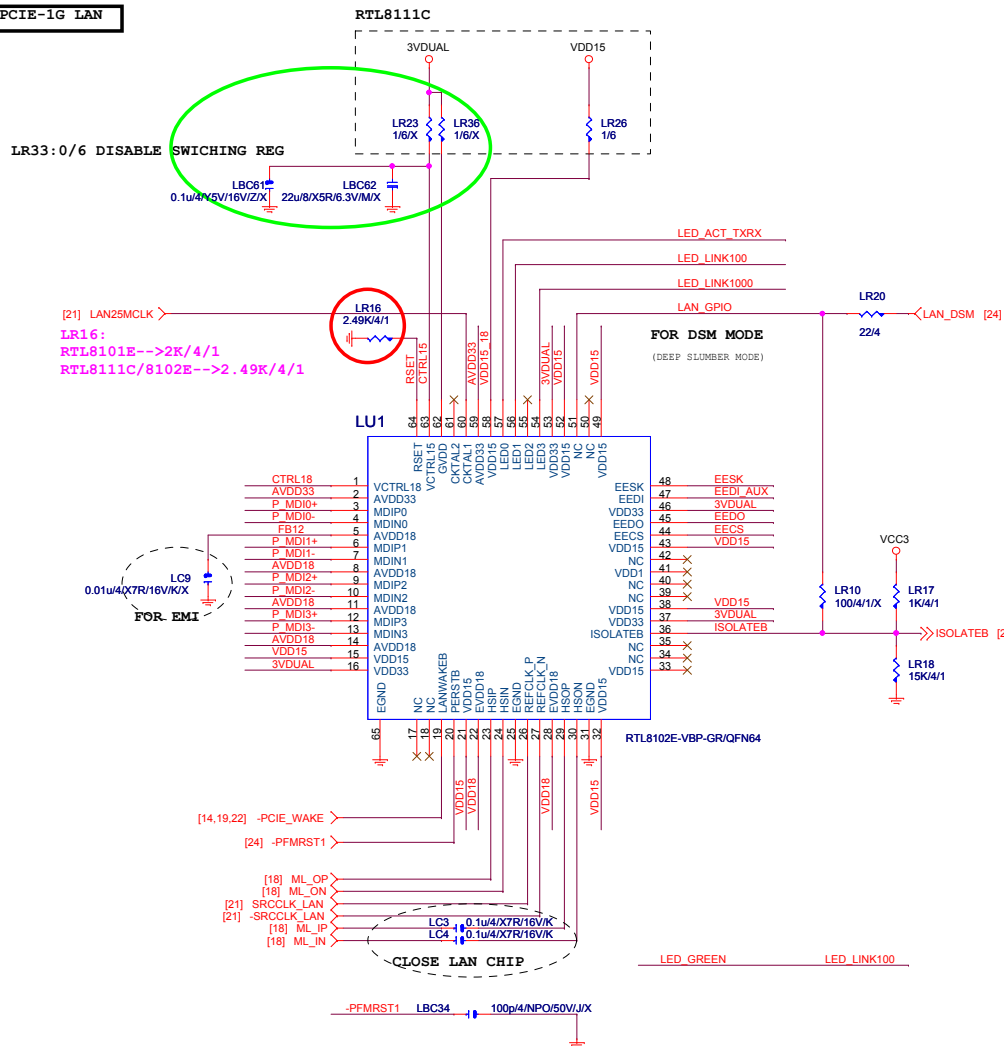 PCIE-1G LAN
RTL8111C
3VDUAL
VDD15
LR23
1/6/X
LR36
1/6/X
LR26
1/6
LR33:0/6 DISABLE SWICHING REG
LBC61
0.1u/4/Y5V/16V/Z/X
LBC62
22u/8/X5R/6.3V/M/X
LED_ACT_TXRX
LED_LINK100
LED_LINK1000
LAN_GPIO
[21] LAN25MCLK
LR16
2.49K/4/1
LR20
22/4
LAN_DSM [24]
LR16:
RTL8101E-->2K/4/1
RTL8111C/8102E-->2.49K/4/1
FOR DSM MODE
(DEEP SLUMBER MODE)
RSET
CTRL15
AVDD33
VDD15_18
3VDUAL
VDD15
VDD15
LU1
64 63 62 61 60 59 58 57 56 55 54 53 52 51 50 49
RSET
VCTRL15
GVDD
CKTAL2
CKTAL1
AVDD33
VDD15
LED0
LED1
LED2
LED3
VDD33
VDD15
NC
NC
VDD15
CTRL18 1 VCTRL18
AVDD33 2 AVDD33
P_MDI0+ 3 MDIP0
P_MDI0- 4 MDIN0
FB12 5 AVDD18
P_MDI1+ 6 MDIP1
P_MDI1- 7 MDIN1
AVDD18 8 AVDD18
P_MDI2+ 9 MDIP2
P_MDI2- 10 MDIN2
AVDD18 11 AVDD18
P_MDI3+ 12 MDIP3
P_MDI3- 13 MDIN3
AVDD18 14 AVDD18
VDD15 15 VDD15
3VDUAL 16 VDD33
EESK 48 EESK
EEDI 47 EEDI_AUX
VDD33 46 3VDUAL
EEDO 45 EEDO
EECS 44 EECS
VDD15 43 VDD15
NC 42
VDD1 41
NC 40
NC 39
VDD15 38 VDD15
VDD33 37 3VDUAL
ISOLATEB 36 ISOLATEB
NC 35
NC 34
VDD15 33
LC9
0.01u/4/X7R/16V/K/X
FOR EMI
VCC3
LR10
100/4/1/X
LR17
1K/4/1
ISOLATEB [2
LR18
15K/4/1
EGND
NC
NC
LANWAKEB
PERSTB
VDD15
EVDD18
HSIP
HSIN
EGND
REFCLK_P
REFCLK_N
EVDD18
HSOP
HSON
EGND
VDD15
65 17 18 19 20 21 22 23 24 25 26 27 28 29 30 31 32
RTL8102E-VBP-GR/QFN64
VDD15
VDD18
VDD18
VDD15
[14,19,22] -PCIE_WAKE
[24] -PFMRST1
[18] ML_OP
[18] ML_ON
[21] SRCCLK_LAN
[21] -SRCCLK_LAN
[18] ML_IP
[18] ML_IN
LC3 0.1u/4/X7R/16V/K
LC4 0.1u/4/X7R/16V/K
CLOSE LAN CHIP
LED_GREEN LED_LINK100
-PFMRST1 LBC34 100p/4/NPO/50V/J/X